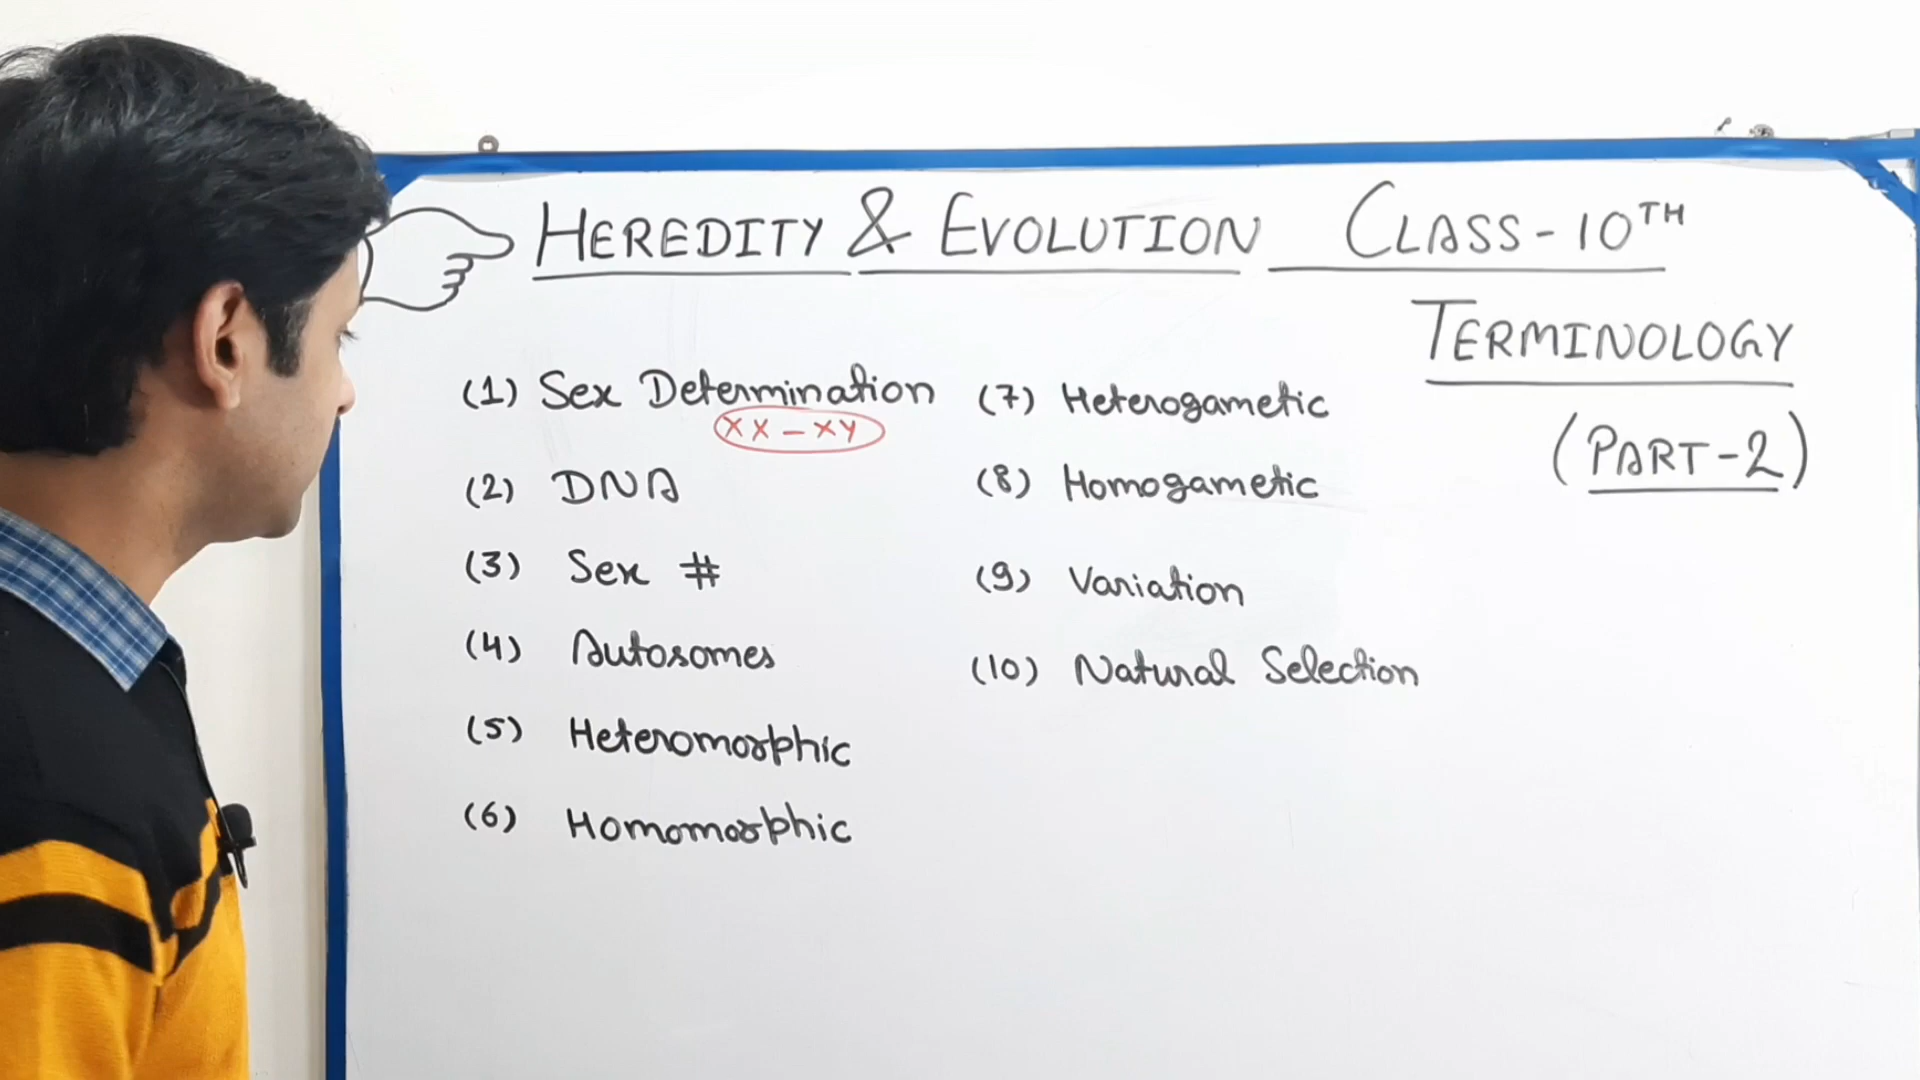 HEREDITY & EVOLUTION CLASS-10TH
TERMINOLOGY
(PART-2)
(1) Sex Determination
XX - XY
(2) DNA
(3) Sex #
(4) Autosomes
(5) Heteromorphic
(6) Homomorphic
(7) Heterogametic
(8) Homogametic
(9) Variation
(10) Natural Selection